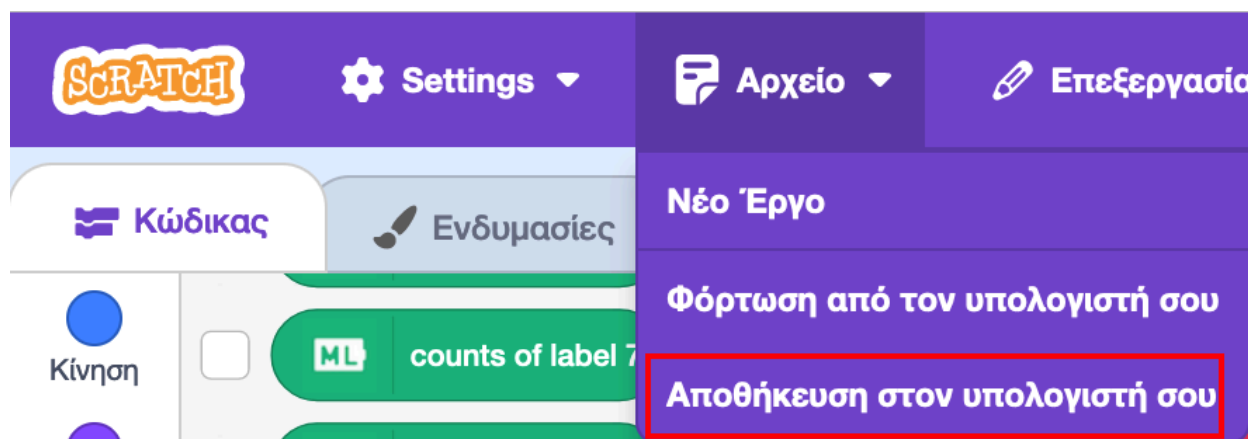 SCRATCH Settings Αρχείο Επεξεργασία
Κώδικας Ενδυμασίες
Νέο Έργο
Φόρτωση από τον υπολογιστή σου
Κίνηση
ML counts of label 7
Αποθήκευση στον υπολογιστή σου